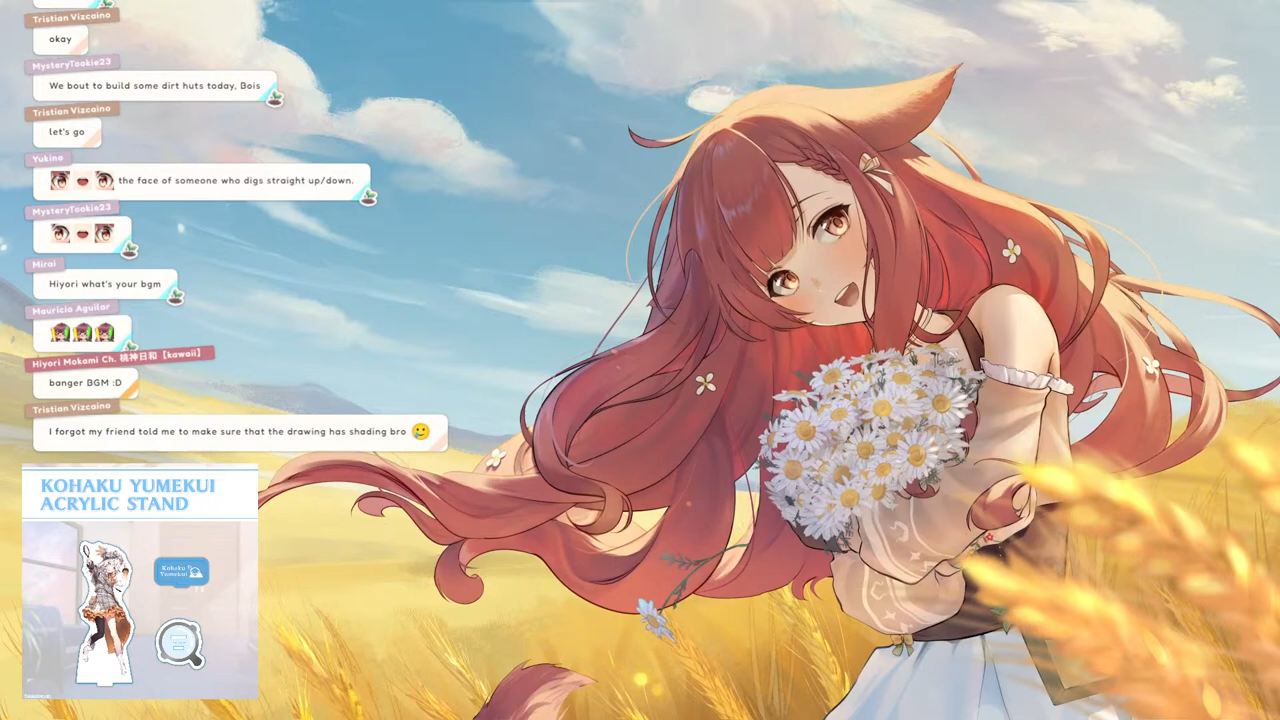 Tristian Vizcaino
okay
MysteryTookie23
We bout to build some dirt huts today, Bois
Tristian Vizcaino
let's go
Yukino
the face of someone who digs straight up/down.
MysteryTookie23
Mirai
Hiyori what's your bgm
Mauricio Aguilar
Hiyori Mokami Ch. 桃神日和【kawaii】
banger BGM :D
Tristian Vizcaino
I forgot my friend told me to make sure that the drawing has shading bro 🥲
KOHAKU YUMEKUI
ACRYLIC STAND
Kohaku
Yumekui